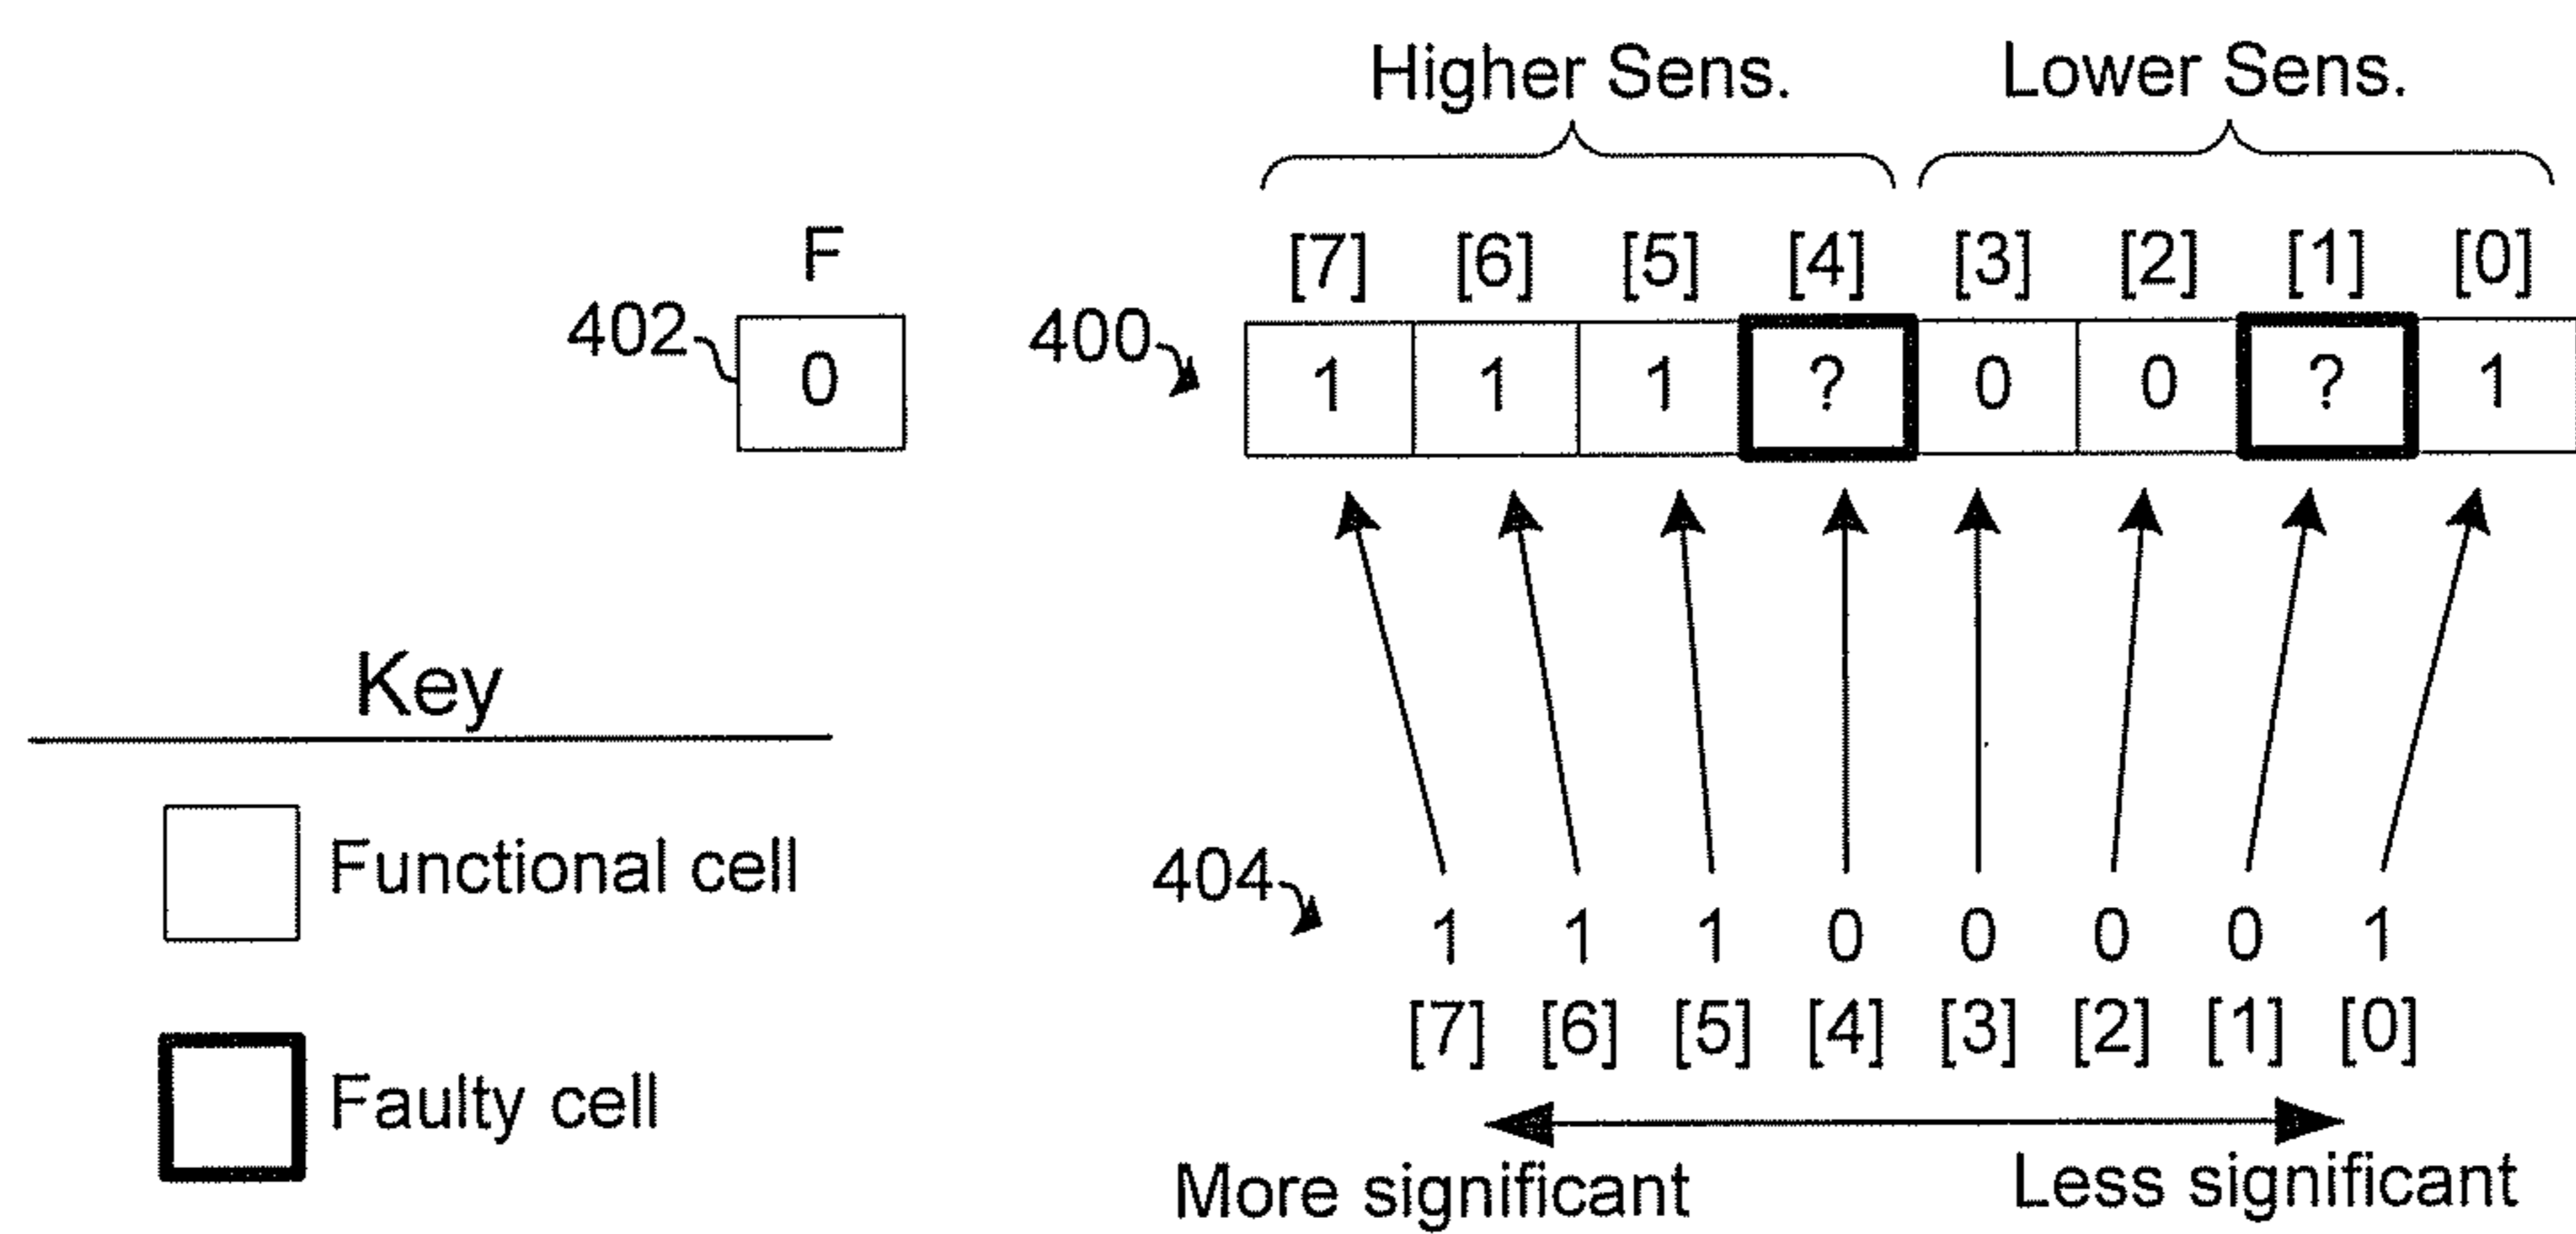 Higher Sens. Lower Sens.
F [7] [6] [5] [4] [3] [2] [1] [0]
402 0 400 1 1 1 ? 0 0 ? 1
Key
Functional cell
404 1 1 1 0 0 0 0 1
[7] [6] [5] [4] [3] [2] [1] [0]
Faulty cell
More significant Less significant